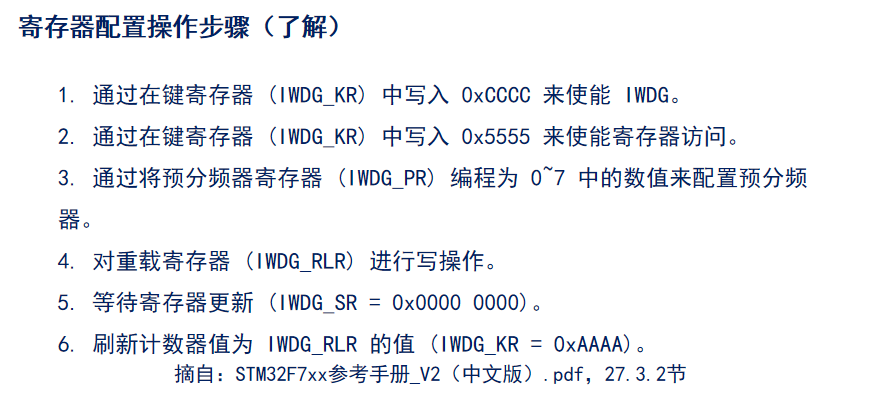 寄存器配置操作步骤（了解）
1. 通过在键寄存器 (IWDG_KR) 中写入 0xCCCC 来使能 IWDG。
2. 通过在键寄存器 (IWDG_KR) 中写入 0x5555 来使能寄存器访问。
3. 通过将预分频器寄存器 (IWDG_PR) 编程为 0~7 中的数值来配置预分频
器。
4. 对重载寄存器 (IWDG_RLR) 进行写操作。
5. 等待寄存器更新 (IWDG_SR = 0x0000 0000)。
6. 刷新计数器值为 IWDG_RLR 的值 (IWDG_KR = 0xAAAA)。
摘自：STM32F7xx参考手册_V2（中文版）.pdf，27.3.2节